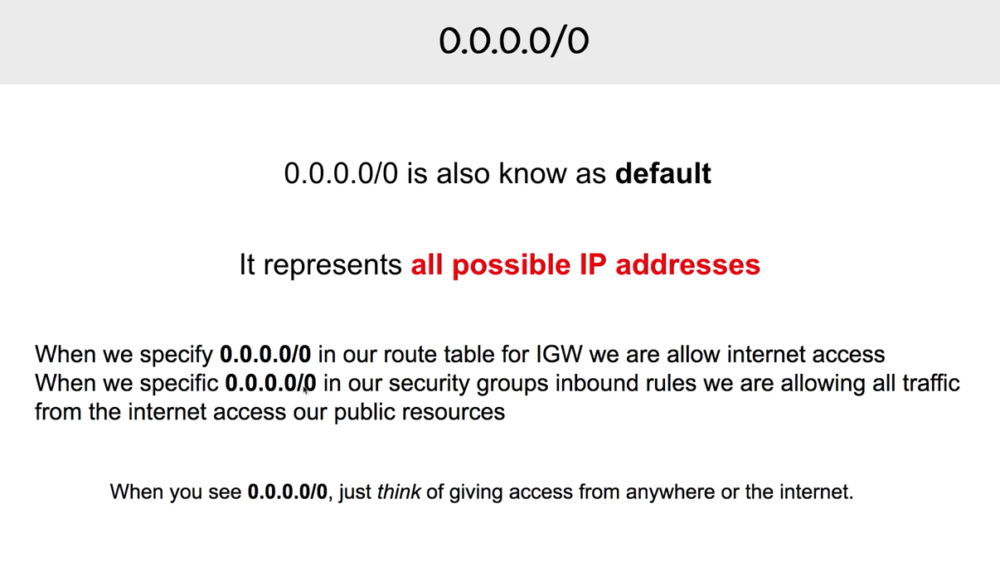 0.0.0.0/0
0.0.0.0/0 is also know as default
It represents all possible IP addresses
When we specify 0.0.0.0/0 in our route table for IGW we are allow internet access
When we specific 0.0.0.0/0 in our security groups inbound rules we are allowing all traffic
from the internet access our public resources
When you see 0.0.0.0/0, just think of giving access from anywhere or the internet.